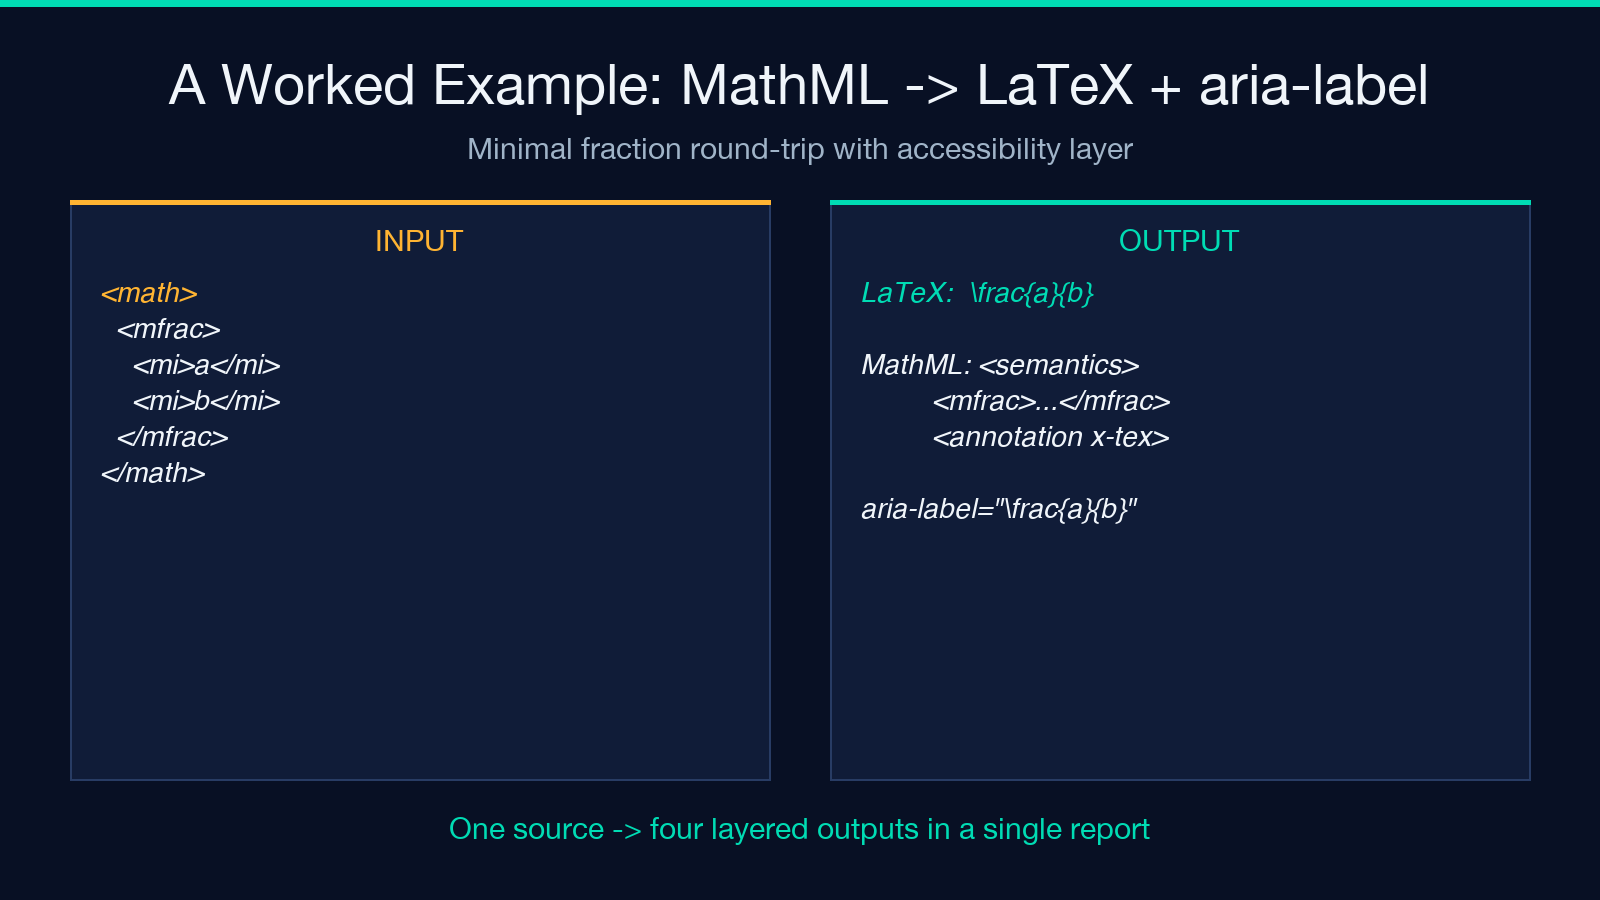 A Worked Example: MathML -> LaTeX + aria-label
Minimal fraction round-trip with accessibility layer
INPUT
<math>
<mfrac>
<mi>a</mi>
<mi>b</mi>
</mfrac>
</math>
OUTPUT
LaTeX: \frac{a}{b}
MathML: <semantics>
<mfrac>...</mfrac>
<annotation x-tex>
aria-label="\frac{a}{b}"
One source -> four layered outputs in a single report